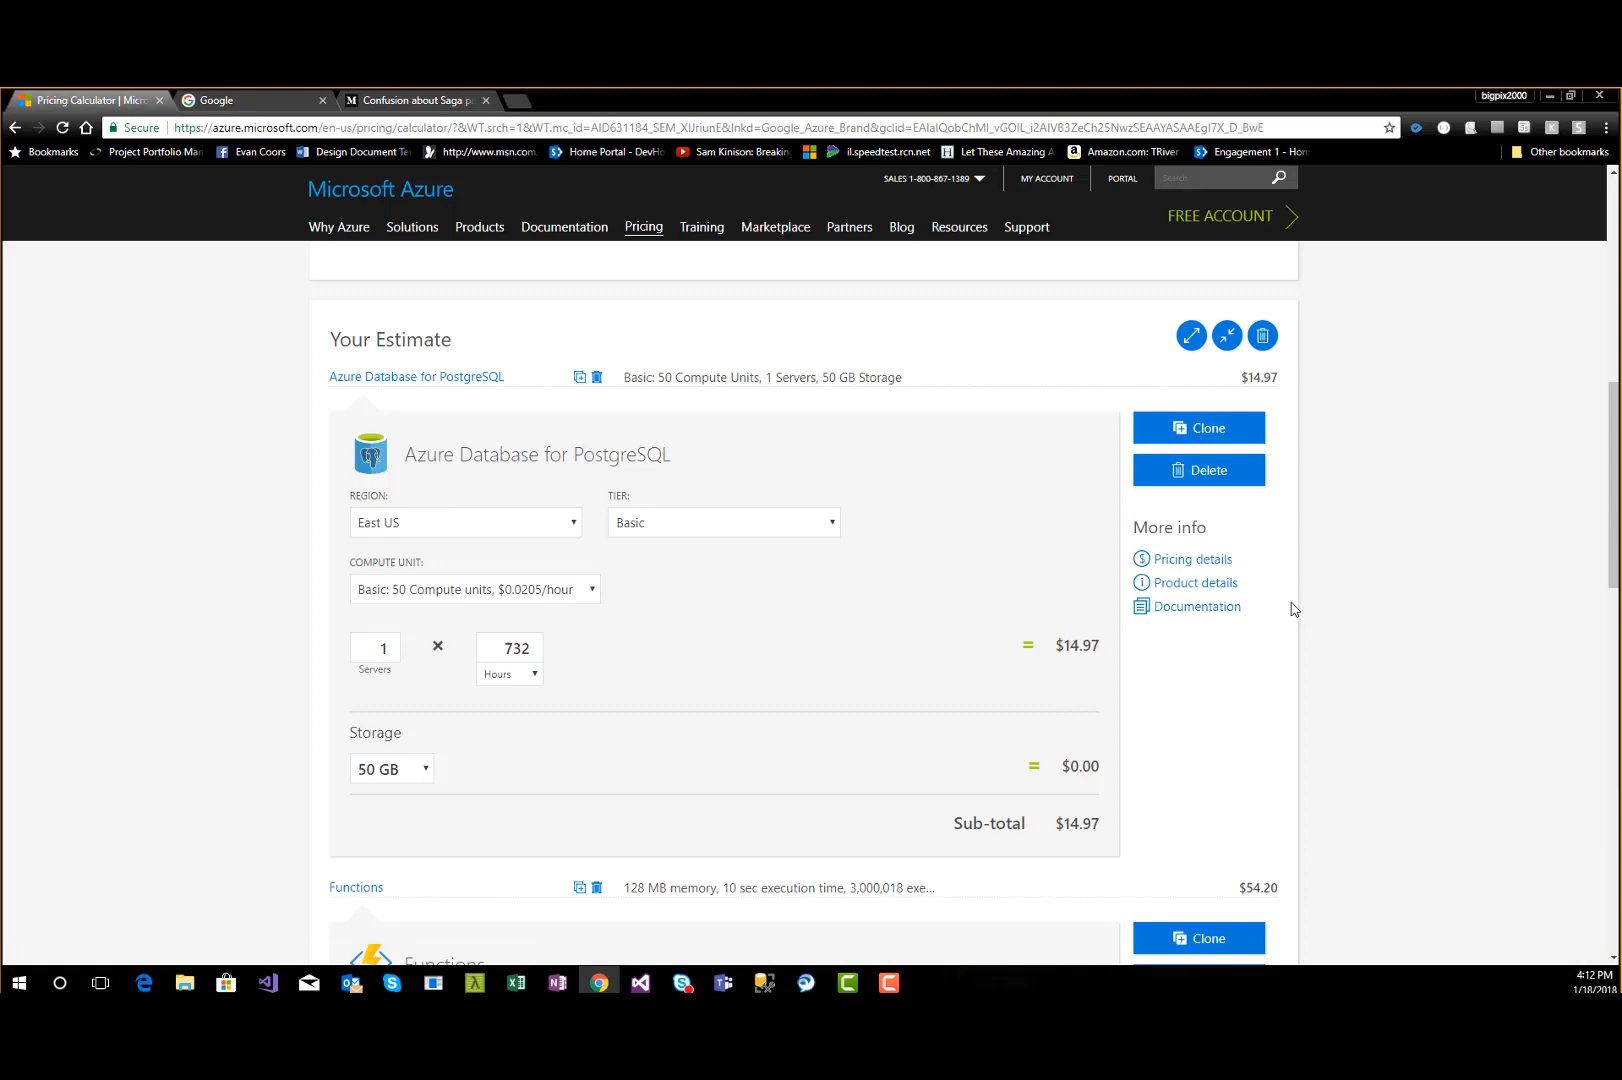 Pricing Calculator | Micro
Google
M Confusion about Saga p
bigpix2000
Secure
https://azure.microsoft.com/en-us/pricing/calculator/?&WT.srch=1&WT.mc_id=AID631184_SEM_
Bookmarks
Project Portfolio Man
Evan Coors
Design Document Te
http://www.msn.com
Home Portal - DevHo
Sam Kinison: Breakin
il.speedtest.rcn.net
Let These Amazing A
Amazon.com: TRiver
Engagement 1 - Hom
Other bookmarks
Microsoft Azure
SALES 1-800-867-1389
MY ACCOUNT
PORTAL
Search
FREE ACCOUNT
Why Azure
Solutions
Products
Documentation
Pricing
Training
Marketplace
Partners
Blog
Resources
Support
Your Estimate
Azure Database for PostgreSQL
Basic: 50 Compute Units, 1 Servers, 50 GB Storage
$14.97
Azure Database for PostgreSQL
Clone
Delete
REGION:
TIER:
East US
Basic
COMPUTE UNIT:
Basic: 50 Compute units, $0.0205/hour
More info
Pricing details
Product details
Documentation
1
×
732
= $14.97
Servers
Hours
Storage
50 GB
= $0.00
Sub-total $14.97
Functions
128 MB memory, 10 sec execution time, 3,000,018 exe...
$54.20
Functions
Clone
4:12 PM
1/18/2018